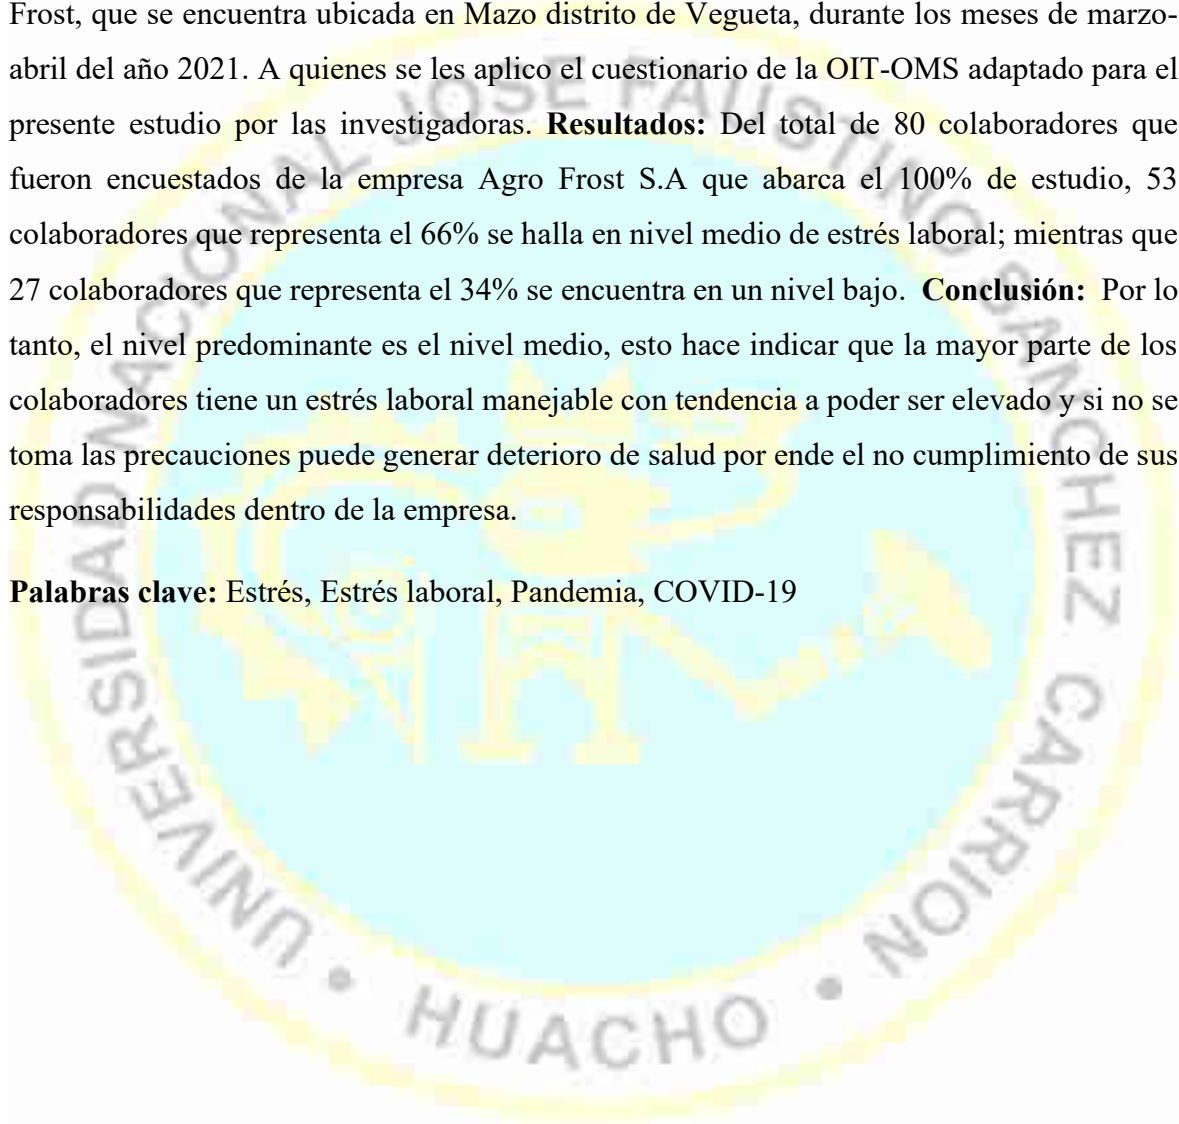 Frost, que se encuentra ubicada en Mazo distrito de Vegueta, durante los meses de marzo-
abril del año 2021. A quienes se les aplico el cuestionario de la OIT-OMS adaptado para el
presente estudio por las investigadoras. Resultados: Del total de 80 colaboradores que
fueron encuestados de la empresa Agro Frost S.A que abarca el 100% de estudio, 53
colaboradores que representa el 66% se halla en nivel medio de estrés laboral; mientras que
27 colaboradores que representa el 34% se encuentra en un nivel bajo. Conclusión: Por lo
tanto, el nivel predominante es el nivel medio, esto hace indicar que la mayor parte de los
colaboradores tiene un estrés laboral manejable con tendencia a poder ser elevado y si no se
toma las precauciones puede generar deterioro de salud por ende el no cumplimiento de sus
responsabilidades dentro de la empresa.
Palabras clave: Estrés, Estrés laboral, Pandemia, COVID-19
UNIVERSIDAD NACIONAL JOSE FAUSTINO SANCHEZ CARRION
• HUACHO •